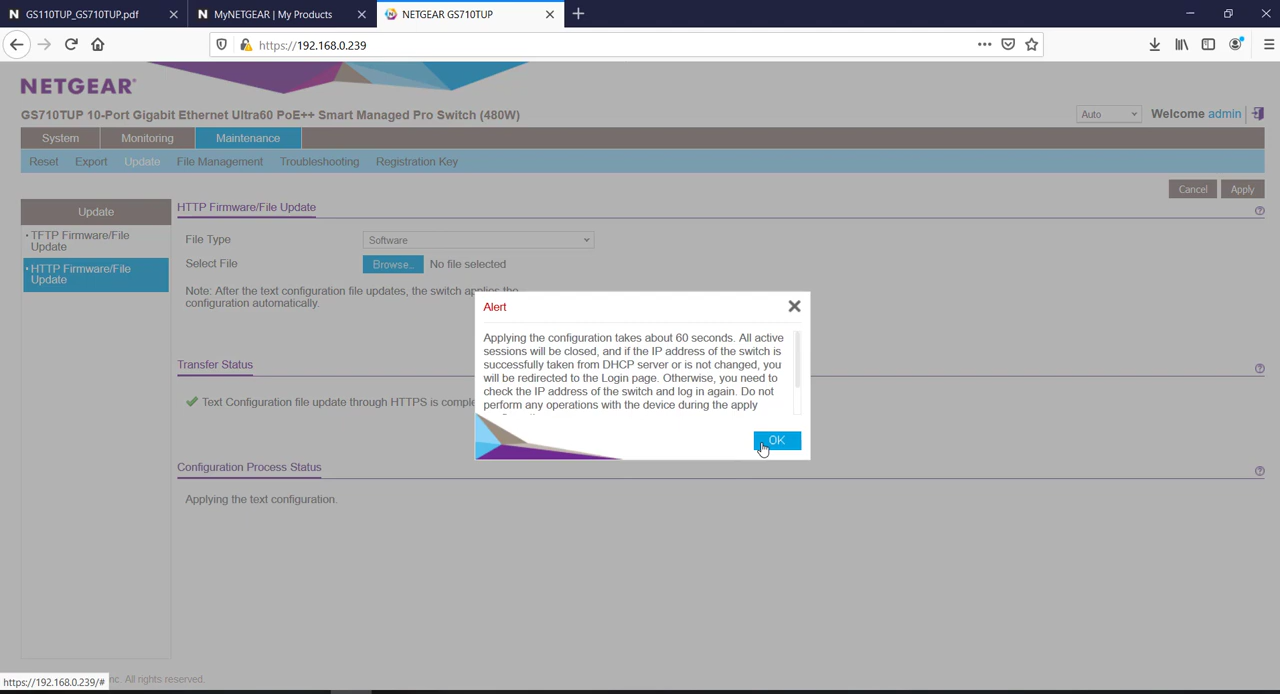 GS110TUP_GS710TUP.pdf
MyNETGEAR | My Products
NETGEAR GS710TUP
https://192.168.0.239
NETGEAR®
GS710TUP 10-Port Gigabit Ethernet Ultra60 PoE++ Smart Managed Pro Switch (480W)
Auto
Welcome admin
System
Monitoring
Maintenance
Reset
Export
Update
File Management
Troubleshooting
Registration Key
Cancel
Apply
Update
TFTP Firmware/File
Update
HTTP Firmware/File
Update
HTTP Firmware/File Update
File Type
Software
Select File
Browse...
No file selected
Note: After the text configuration file updates, the switch applies the
configuration automatically.
Transfer Status
Text Configuration file update through HTTPS is comple
Configuration Process Status
Applying the text configuration.
Alert
Applying the configuration takes about 60 seconds. All active
sessions will be closed, and if the IP address of the switch is
successfully taken from DHCP server or is not changed, you
will be redirected to the Login page. Otherwise, you need to
check the IP address of the switch and log in again. Do not
perform any operations with the device during the apply
OK
https://192.168.0.239/#
nc. All rights reserved.